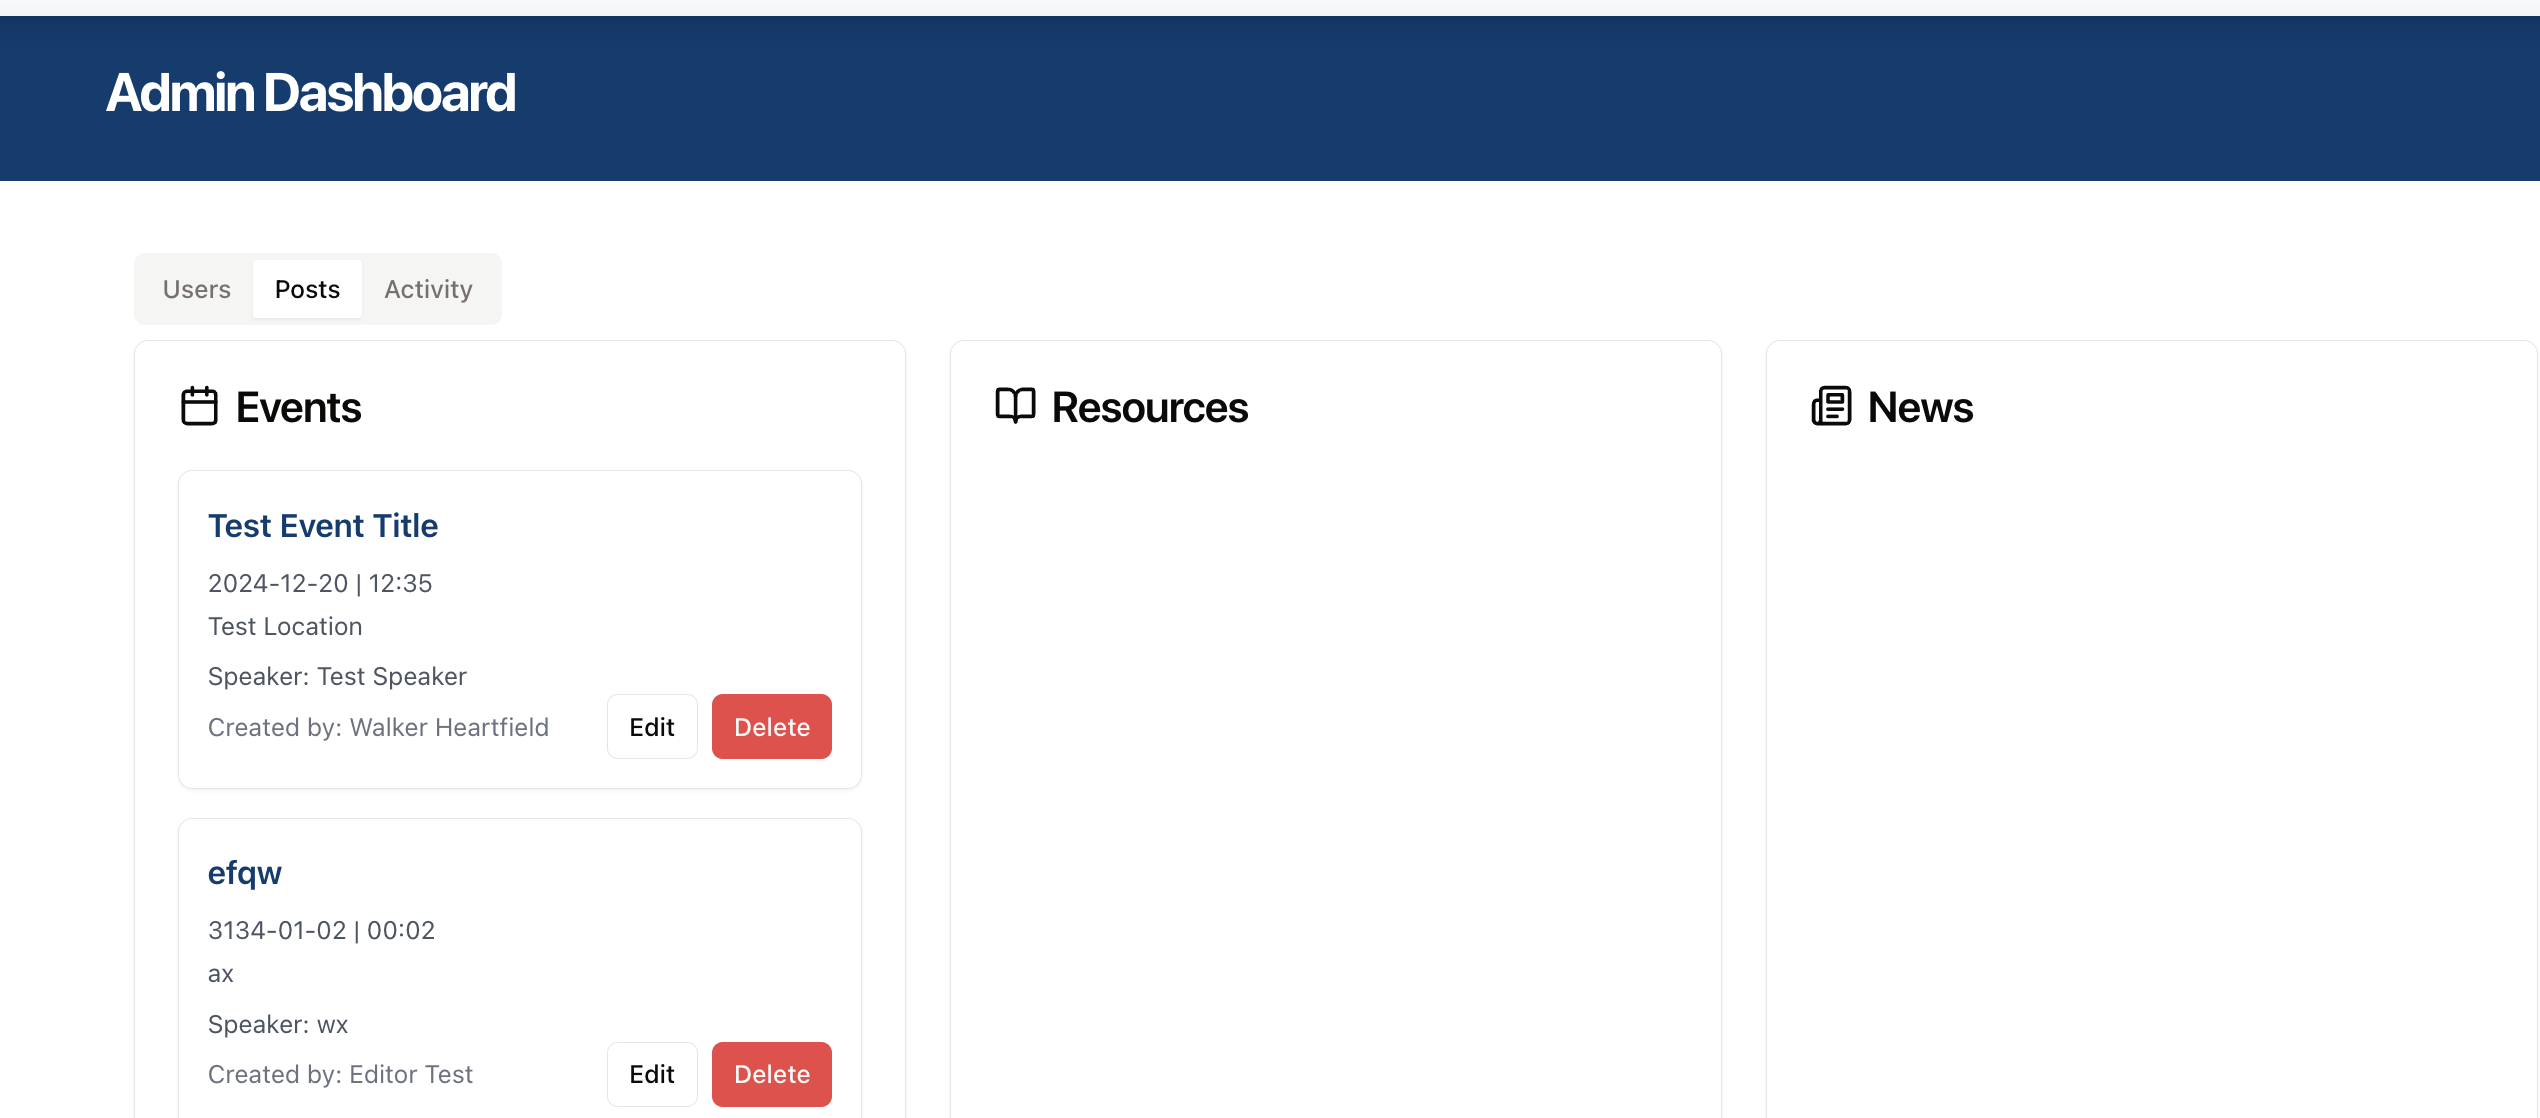 Admin Dashboard
Users Posts Activity
Events
Test Event Title
2024-12-20 | 12:35
Test Location
Speaker: Test Speaker
Created by: Walker Heartfield Edit Delete
efqw
3134-01-02 | 00:02
ax
Speaker: wx
Created by: Editor Test Edit Delete
Resources
News